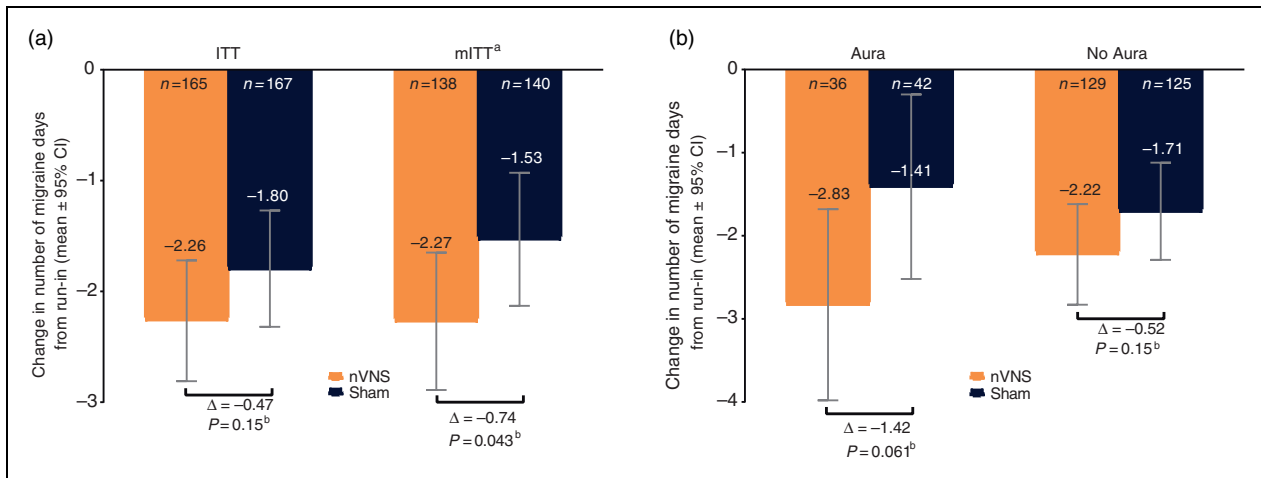 (a)
ITT
mITTᵃ
Change in number of migraine days
from run-in (mean ± 95% CI)
0
–1
–2
–3
n=165
n=167
n=138
n=140
–2.26
–1.80
–2.27
–1.53
nVNS
Sham
Δ = –0.47
P = 0.15ᵇ
Δ = –0.74
P = 0.043ᵇ
(b)
Aura
No Aura
Change in number of migraine days
from run-in (mean ± 95% CI)
0
–1
–2
–3
–4
n=36
n=42
n=129
n=125
–2.83
–1.41
–2.22
–1.71
nVNS
Sham
Δ = –1.42
P = 0.061ᵇ
Δ = –0.52
P = 0.15ᵇ